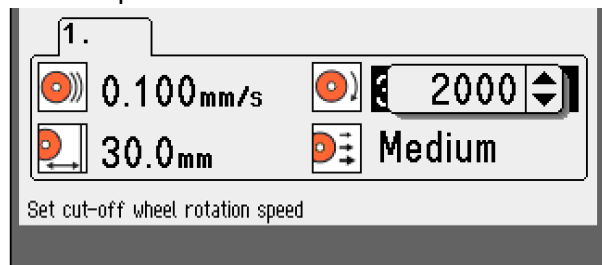 1.
0.100mm/s
2000
30.0mm
Medium
Set cut-off wheel rotation speed